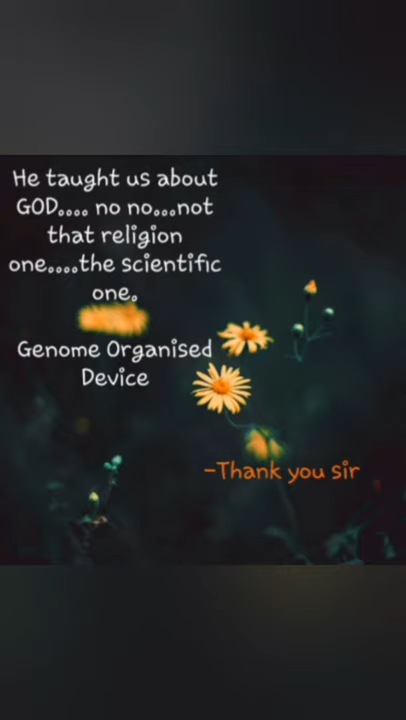 He taught us about
GOD.... no no...not
that religion
one....the scientific
one.
Genome Organised
Device
-Thank you sir